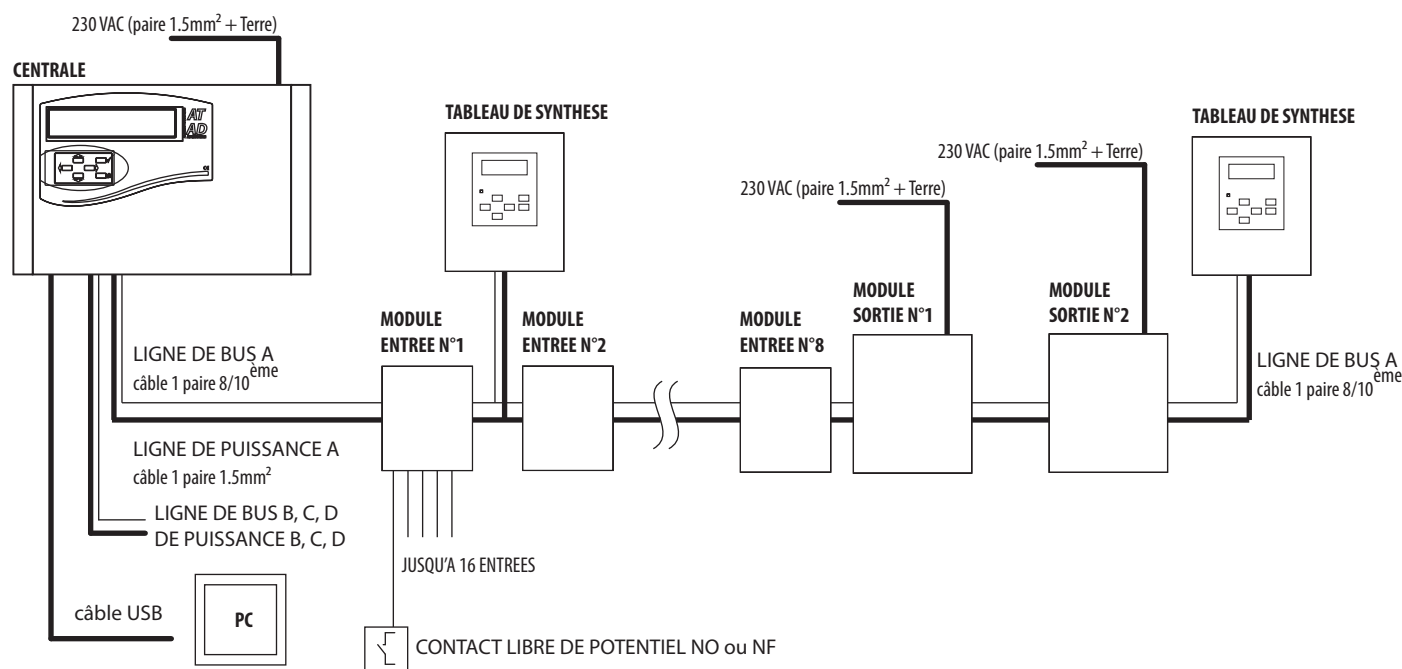 230 VAC (paire 1.5mm² + Terre)
CENTRALE
AT
AD
TABLEAU DE SYNTHESE
TABLEAU DE SYNTHESE
230 VAC (paire 1.5mm² + Terre)
230 VAC (paire 1.5mm² + Terre)
MODULE
ENTREE N°1
MODULE
ENTREE N°2
MODULE
ENTREE N°8
MODULE
SORTIE N°1
MODULE
SORTIE N°2
LIGNE DE BUS A
câble 1 paire 8/10ème
LIGNE DE BUS A
câble 1 paire 8/10ème
LIGNE DE PUISSANCE A
câble 1 paire 1.5mm²
LIGNE DE BUS B, C, D
DE PUISSANCE B, C, D
JUSQU'A 16 ENTREES
câble USB
PC
CONTACT LIBRE DE POTENTIEL NO ou NF